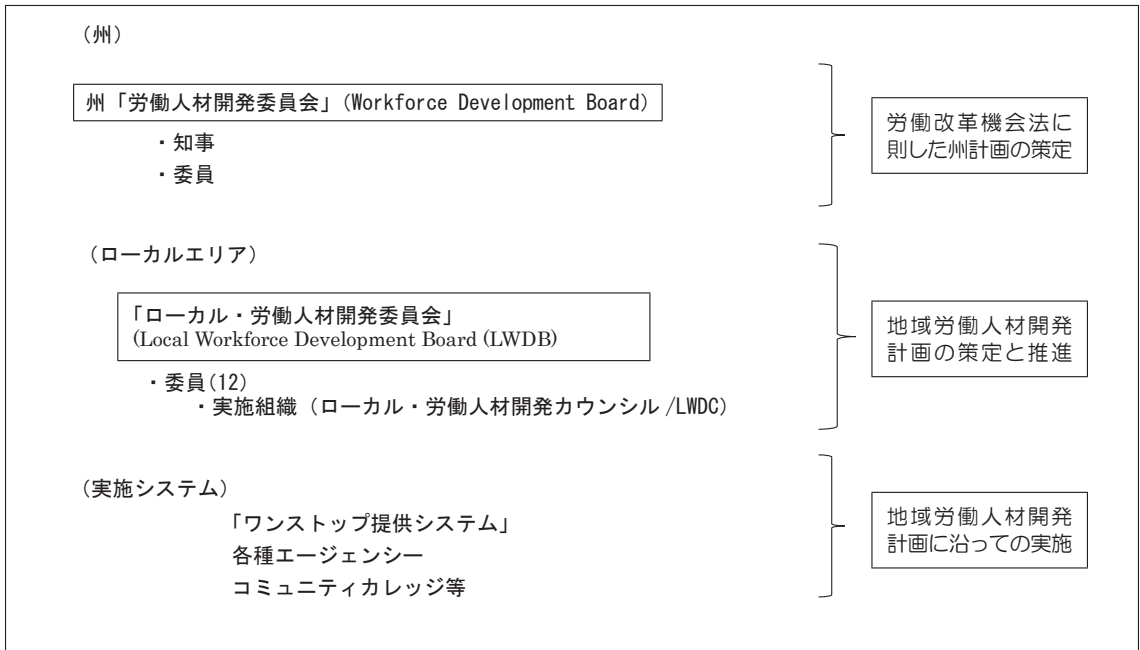 （州）
州「労働人材開発委員会」（Workforce Development Board）
・知事
・委員
労働改革機会法に
則した州計画の策定
（ローカルエリア）
「ローカル・労働人材開発委員会」
(Local Workforce Development Board (LWDB)
・委員(12)
・実施組織（ローカル・労働人材開発カウンシル /LWDC）
地域労働人材開発
計画の策定と推進
（実施システム）
「ワンストップ提供システム」
各種エージェンシー
コミュニティカレッジ等
地域労働人材開発
計画に沿っての実施